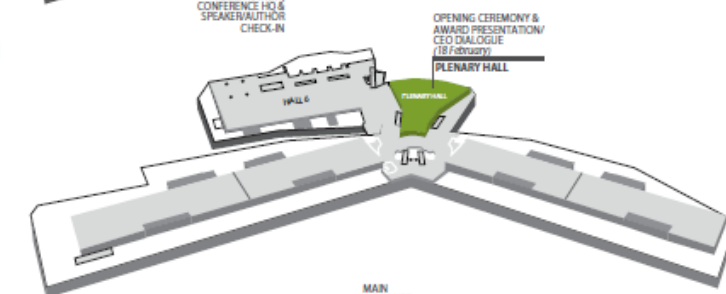 CONFERENCE HQ &
SPEAKER/AUTHOR
CHECK-IN
OPENING CEREMONY &
AWARD PRESENTATION/
CEO DIALOGUE
(18 February)
PLENARY HALL
PLENARY HALL
HALL 6
MAIN